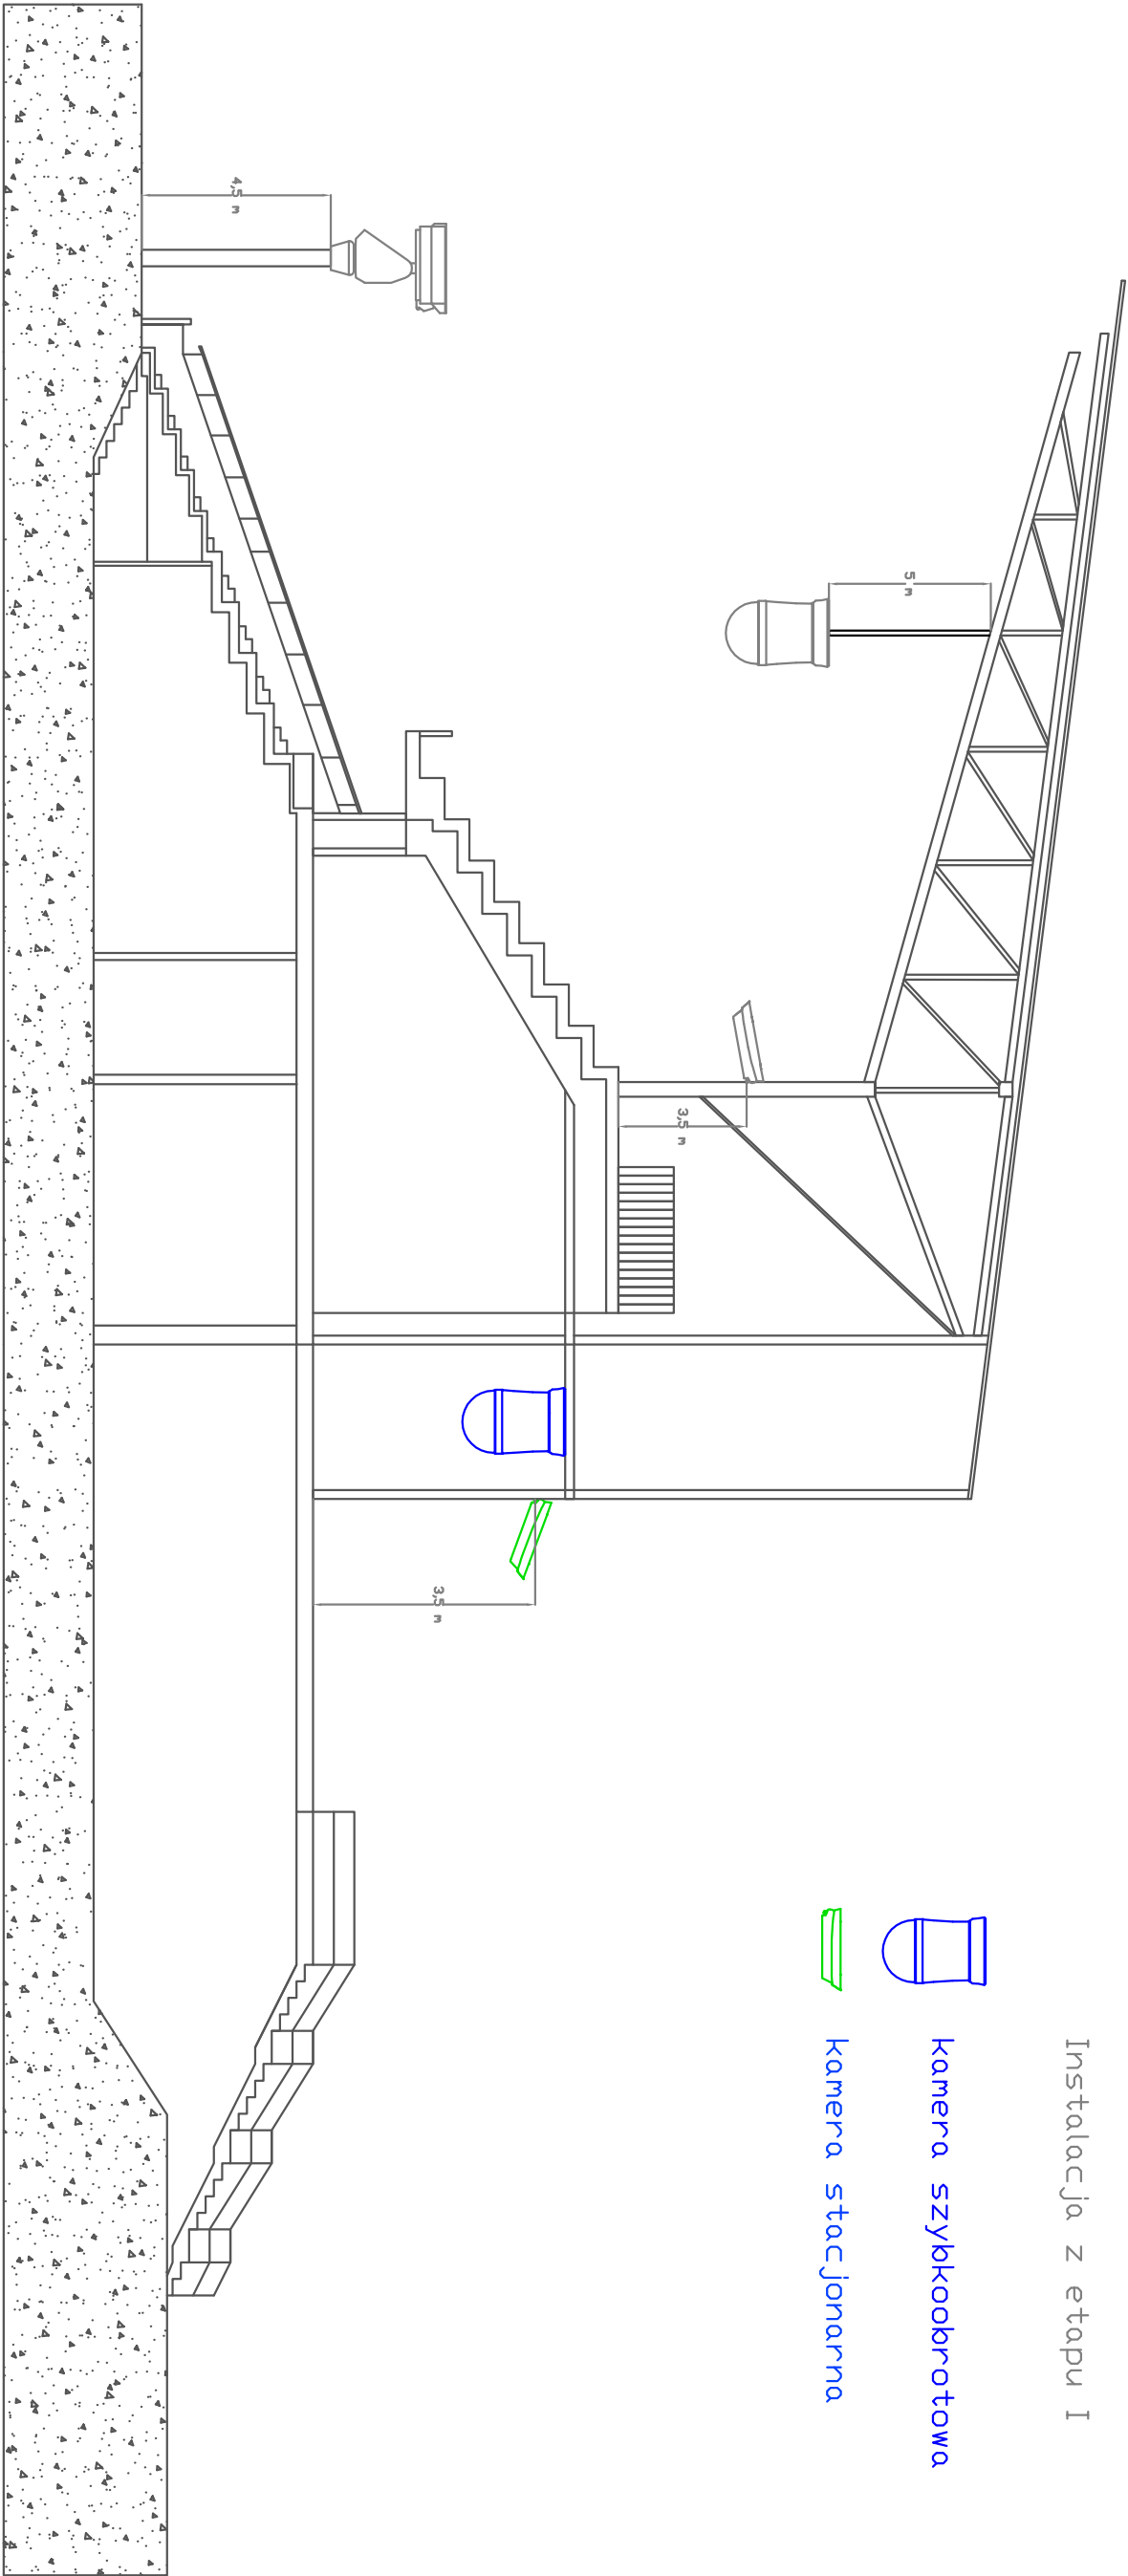 Instalacja z etapu I
kamera szybkoobrotowa
kamera stacjonarna
5 m
4,5 m
3,5 m
3,5 m